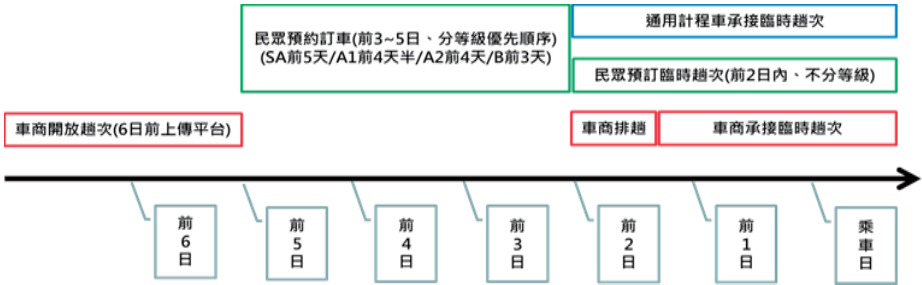 通用計程車承接臨時趟次
民眾預約訂車(前3~5日、分等級優先順序)
(SA前5天/A1前4天半/A2前4天/B前3天)
民眾預訂臨時趟次(前2日內、不分等級)
車商開放趟次(6日前上傳平台)
車商排趟
車商承接臨時趟次
前6日
前5日
前4日
前3日
前2日
前1日
乘車日